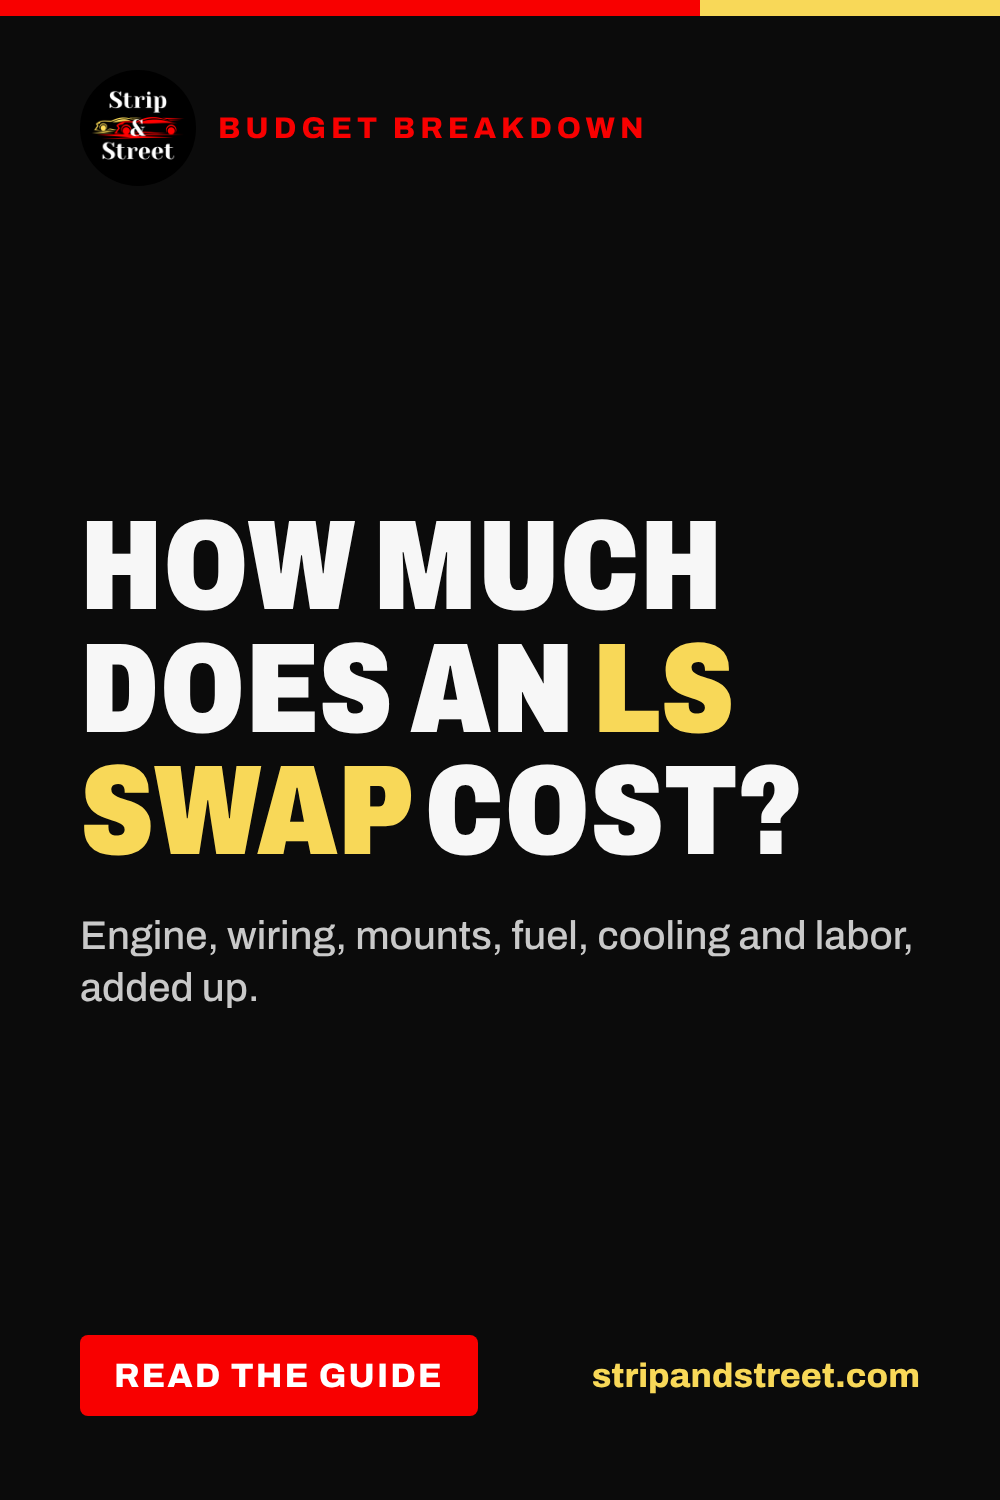 Strip
&
Street
BUDGET BREAKDOWN
HOW MUCH
DOES AN LS
SWAP COST?
Engine, wiring, mounts, fuel, cooling and labor,
added up.
READ THE GUIDE
stripandstreet.com